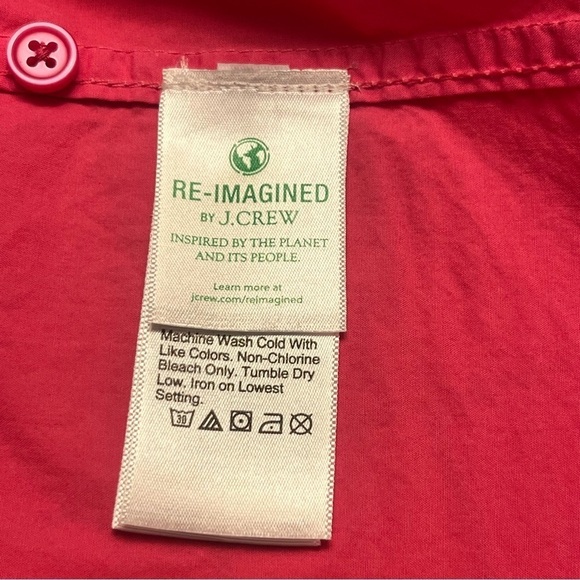 RE-IMAGINED
BY J.CREW
INSPIRED BY THE PLANET
AND ITS PEOPLE.
Learn more at
jcrew.com/reimagined
Machine Wash Cold With
Like Colors. Non-Chlorine
Bleach Only. Tumble Dry
Low. Iron on Lowest
Setting.
30